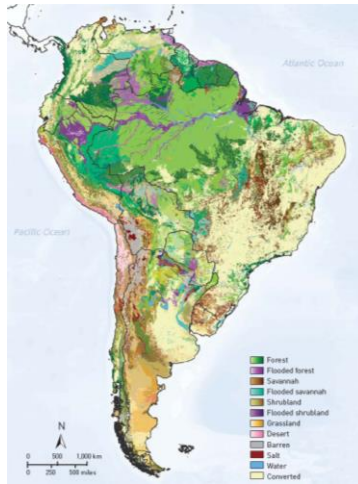 Atlantic Ocean
Pacific Ocean
Forest
Flooded forest
Savannah
Flooded savannah
Shrubland
Flooded shrubland
Grassland
Desart
Barren
Salt
Water
Converted
N
0 500 1,000 km
0 250 500 miles